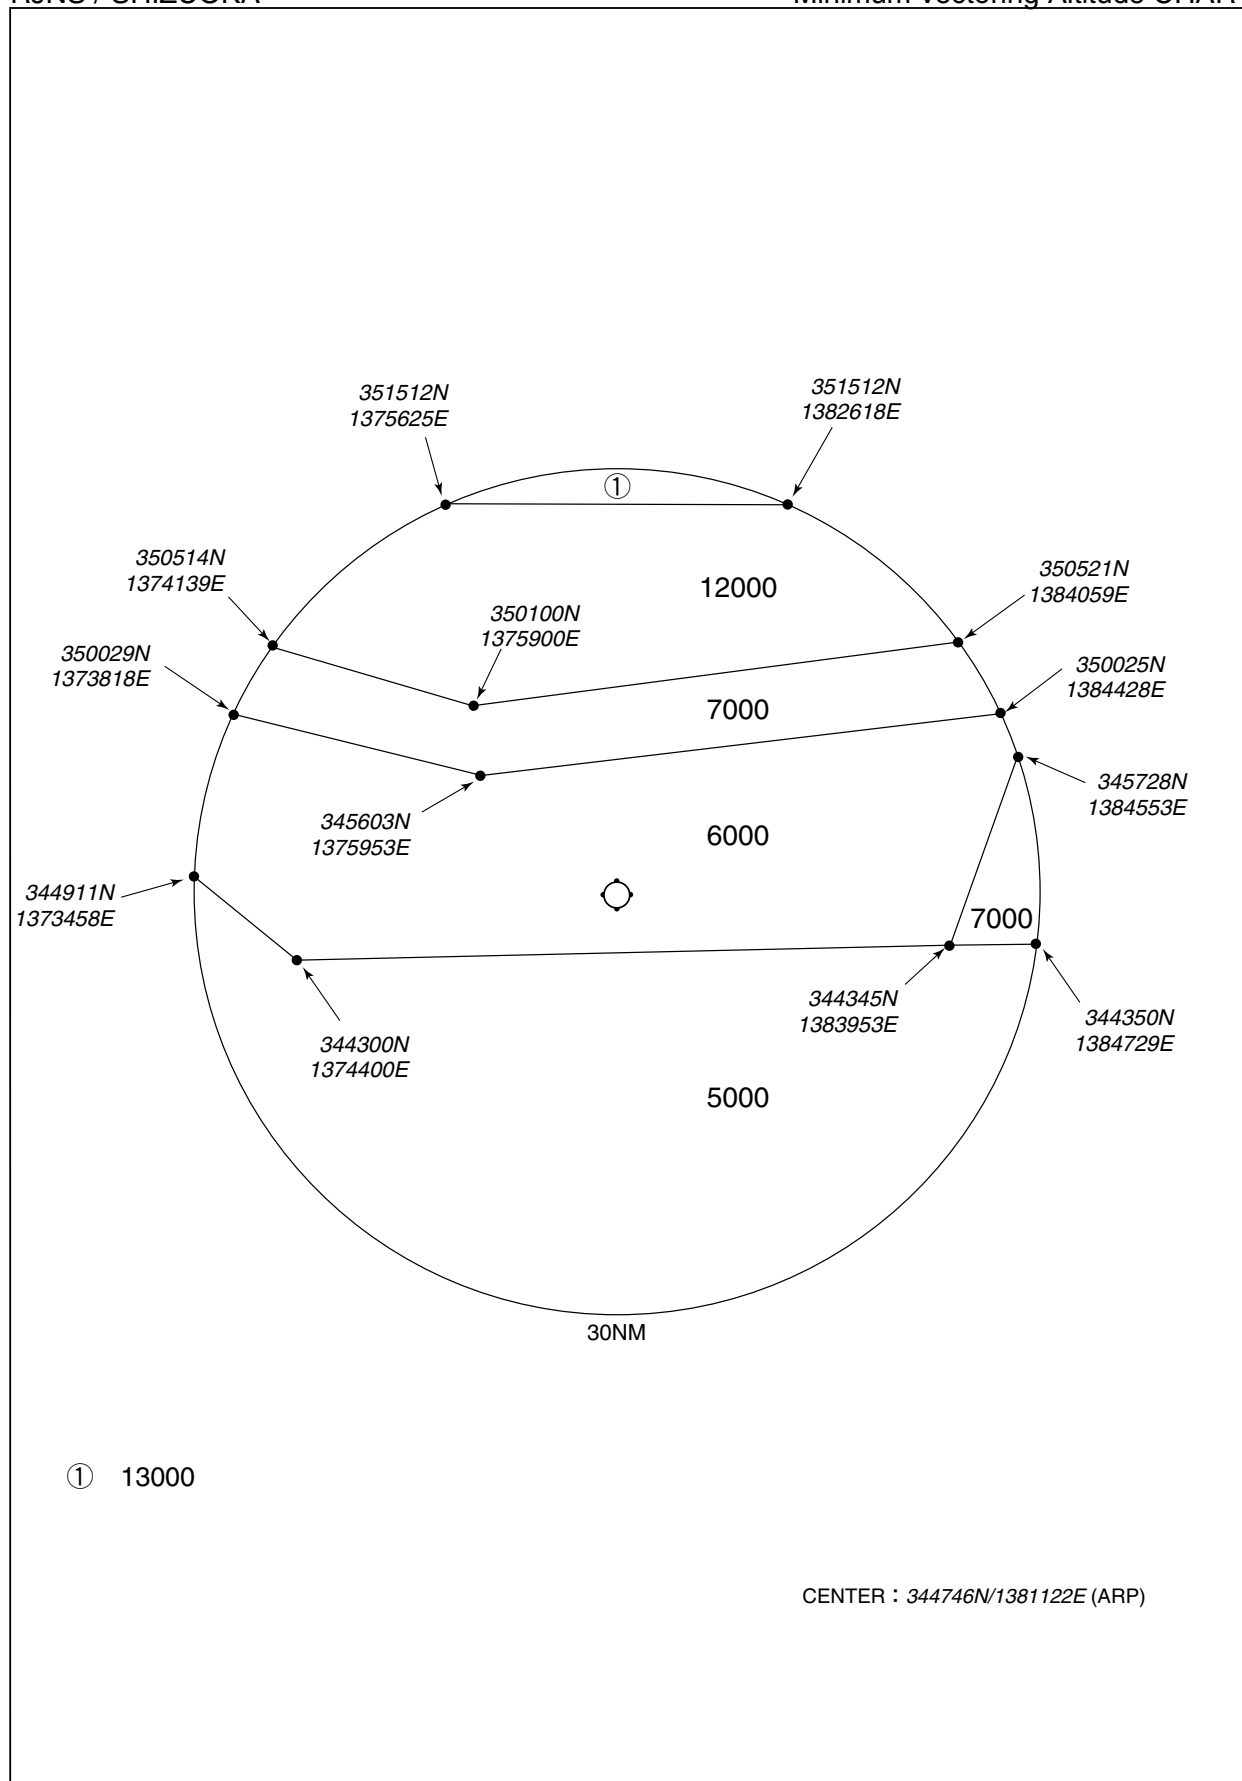 Minimum Vectoring Altitude
351512N
1375625E
351512N
1382618E
①
350514N
1374139E
12000
350521N
1384059E
350100N
1375900E
350029N
1373818E
350025N
1384428E
7000
345728N
1384553E
345603N
1375953E
6000
344911N
1373458E
7000
344345N
1383953E
344350N
1384729E
344300N
1374400E
5000
30NM
① 13000
CENTER : 344746N/1381122E (ARP)